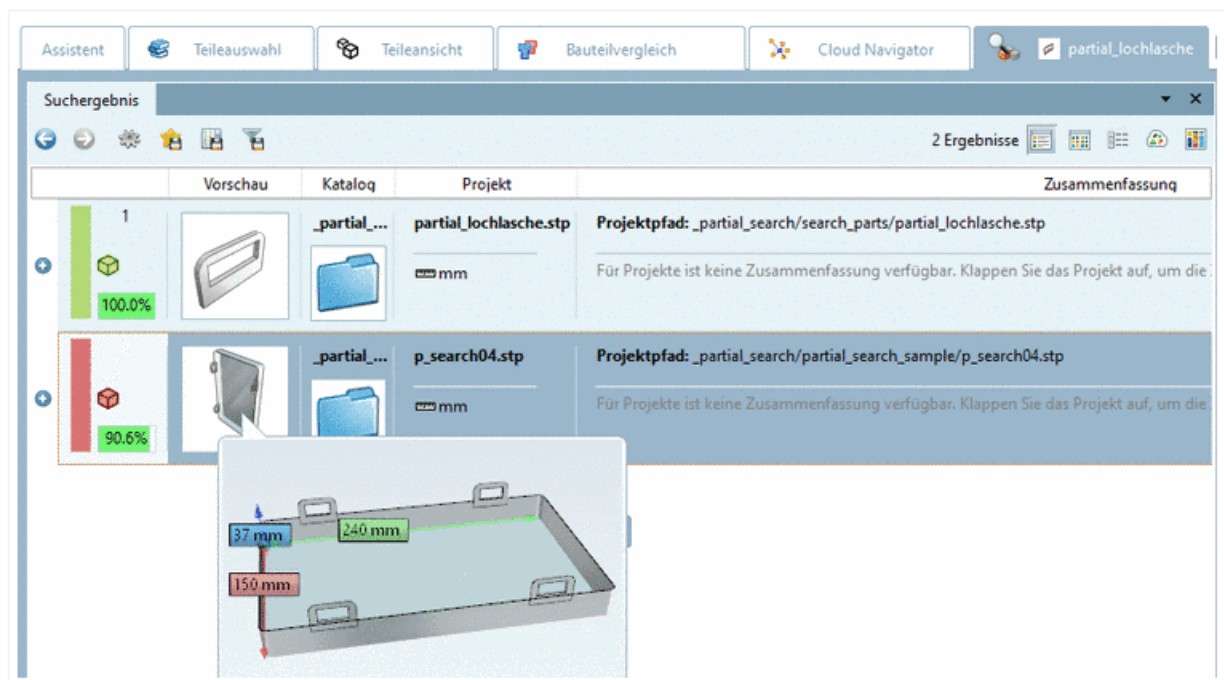 Assistent Teileauswahl Teileansicht Bauteilvergleich Cloud Navigator partial_lochlasche
Suchergebnis
2 Ergebnisse
Vorschau Katalog Projekt Zusammenfassung
1 _partial_... partial_lochlasche.stp Projektpfad: _partial_search/search_parts/partial_lochlasche.stp
mm Für Projekte ist keine Zusammenfassung verfügbar. Klappen Sie das Projekt auf, um die
100.0%
_partial_... p_search04.stp Projektpfad: _partial_search/partial_search_sample/p_search04.stp
mm Für Projekte ist keine Zusammenfassung verfügbar. Klappen Sie das Projekt auf, um die
90.6%
37 mm 240 mm
150 mm